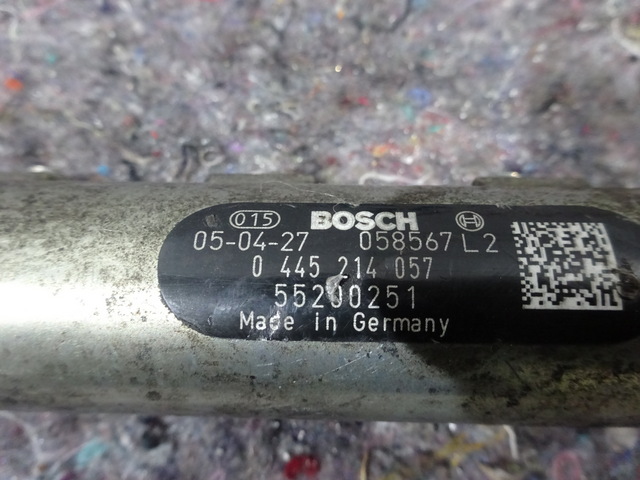 015 BOSCH
05-04-27 058567 L2
0 445 214 057
55200251
Made in Germany